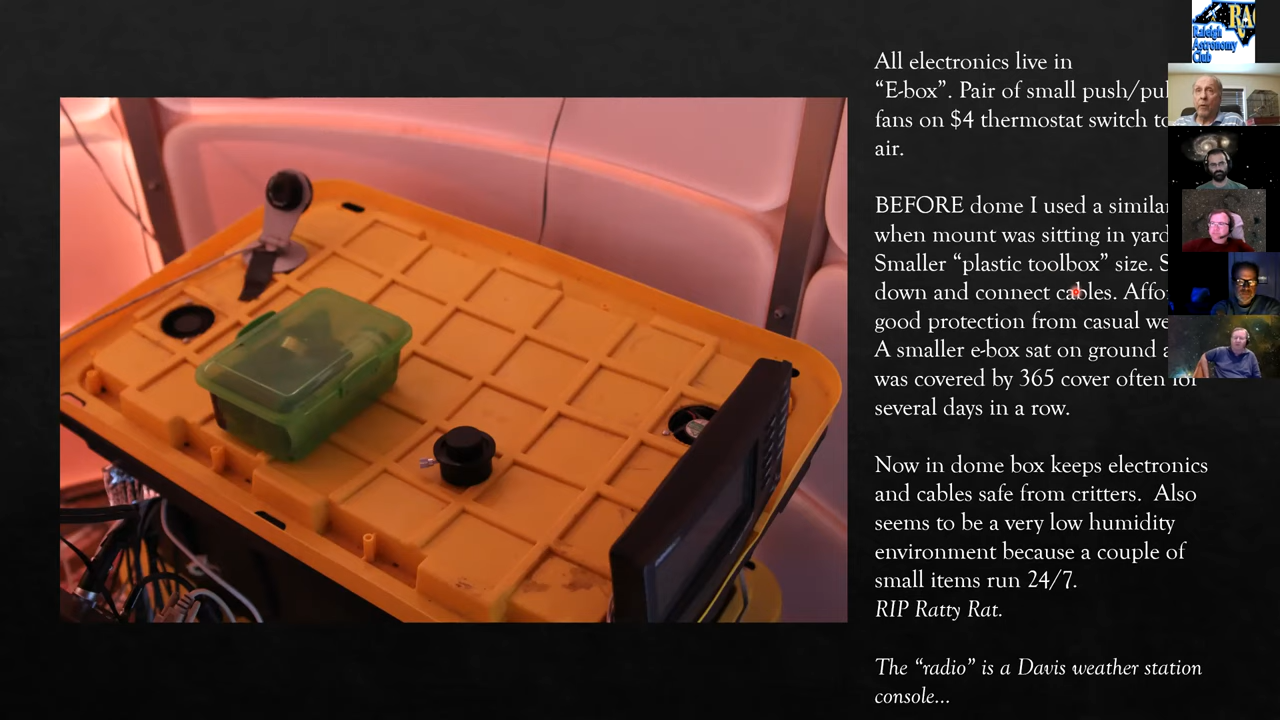 All electronics live in
“E-box”. Pair of small push/pul
fans on $4 thermostat switch to
air.
BEFORE dome I used a similar
when mount was sitting in yard
Smaller “plastic toolbox” size. S
down and connect cables. Affo
good protection from casual we
A smaller e-box sat on ground a
was covered by 365 cover often for
several days in a row.
Now in dome box keeps electronics
and cables safe from critters. Also
seems to be a very low humidity
environment because a couple of
small items run 24/7.
RIP Ratty Rat.
The “radio” is a Davis weather station
console...
RA
Raleigh
Astronomy
Club